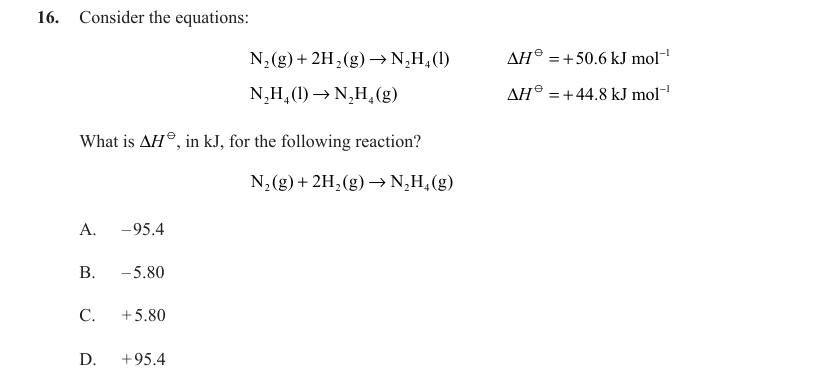 16. Consider the equations:
N₂(g) + 2H₂(g) → N₂H₄(l) ΔH⊖ = +50.6 kJ mol⁻¹
N₂H₄(l) → N₂H₄(g) ΔH⊖ = +44.8 kJ mol⁻¹
What is ΔH⊖, in kJ, for the following reaction?
N₂(g) + 2H₂(g) → N₂H₄(g)
A. −95.4
B. −5.80
C. +5.80
D. +95.4